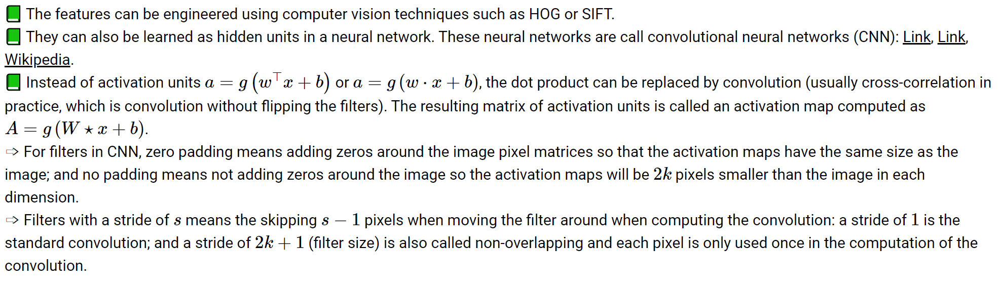 📗 The features can be engineered using computer vision techniques such as HOG or SIFT.
📗 They can also be learned as hidden units in a neural network. These neural networks are call convolutional neural networks (CNN): Link, Link,
Wikipedia.
📗 Instead of activation units a = g (w⊤x + b) or a = g (w · x + b), the dot product can be replaced by convolution (usually cross-correlation in
practice, which is convolution without flipping the filters). The resulting matrix of activation units is called an activation map computed as
A = g (W ⋆ x + b).
➩ For filters in CNN, zero padding means adding zeros around the image pixel matrices so that the activation maps have the same size as the
image; and no padding means not adding zeros around the image so the activation maps will be 2k pixels smaller than the image in each
dimension.
➩ Filters with a stride of s means the skipping s − 1 pixels when moving the filter around when computing the convolution: a stride of 1 is the
standard convolution; and a stride of 2k + 1 (filter size) is also called non-overlapping and each pixel is only used once in the computation of the
convolution.